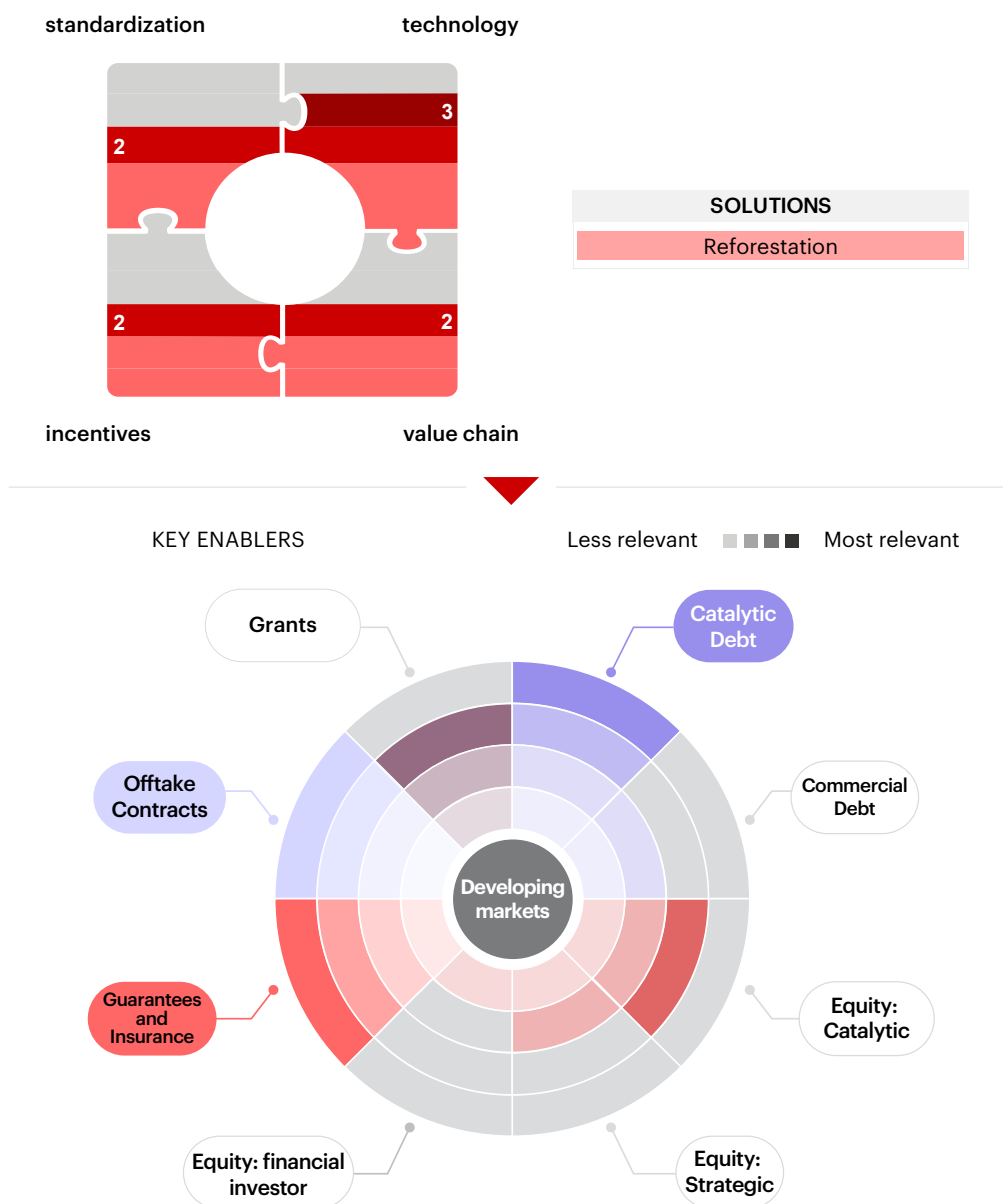 standardization
technology
3
2
SOLUTIONS
Reforestation
2
2
incentives
value chain
KEY ENABLERS
Less relevant
Most relevant
Grants
Catalytic
Debt
Offtake
Contracts
Commercial
Debt
Developing
markets
Guarantees
and
Insurance
Equity:
Catalytic
Equity: financial
investor
Equity:
Strategic